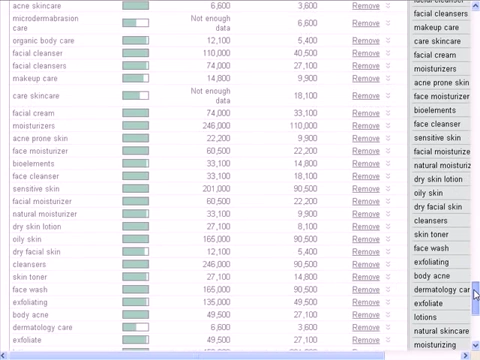 acne skincare 6,600 3,600 Remove
microdermabrasion care Not enough data 6,600 Remove
organic body care 12,100 5,400 Remove
facial cleanser 110,000 40,500 Remove
facial cleansers 74,000 27,100 Remove
makeup care 14,800 9,900 Remove
care skincare Not enough data 18,100 Remove
facial cream 74,000 33,100 Remove
moisturizers 246,000 110,000 Remove
acne prone skin 22,200 9,900 Remove
face moisturizer 60,500 22,200 Remove
bioelements 33,100 14,800 Remove
face cleanser 33,100 18,100 Remove
sensitive skin 201,000 90,500 Remove
facial moisturizer 60,500 22,200 Remove
natural moisturizer 33,100 9,900 Remove
dry skin lotion 27,100 8,100 Remove
oily skin 165,000 90,500 Remove
dry facial skin 12,100 5,400 Remove
cleansers 246,000 90,500 Remove
skin toner 27,100 14,800 Remove
face wash 165,000 90,500 Remove
exfoliating 135,000 49,500 Remove
body acne 49,500 27,100 Remove
dermatology care 6,600 3,600 Remove
exfoliate 49,500 27,100 Remove
facial cleansers
makeup care
care skincare
facial cream
moisturizers
acne prone skin
face moisturizer
bioelements
face cleanser
sensitive skin
facial moisturize
natural moisturiz
dry skin lotion
oily skin
dry facial skin
cleansers
skin toner
face wash
exfoliating
body acne
dermatology car
exfoliate
lotions
natural skincare
moisturizing